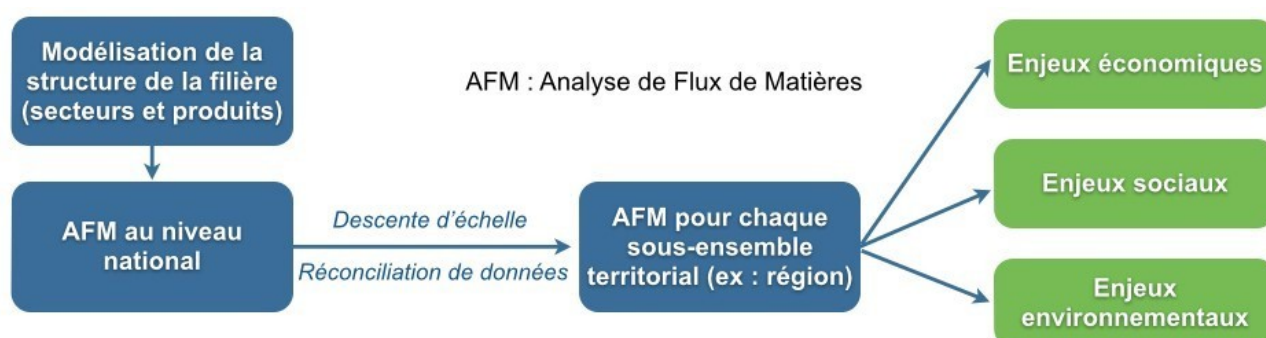 Modélisation de la
structure de la filière
(secteurs et produits)
AFM : Analyse de Flux de Matières
Enjeux économiques
AFM au niveau
national
Descente d’échelle
Réconciliation de données
AFM pour chaque
sous-ensemble
territorial (ex : région)
Enjeux sociaux
Enjeux
environnementaux